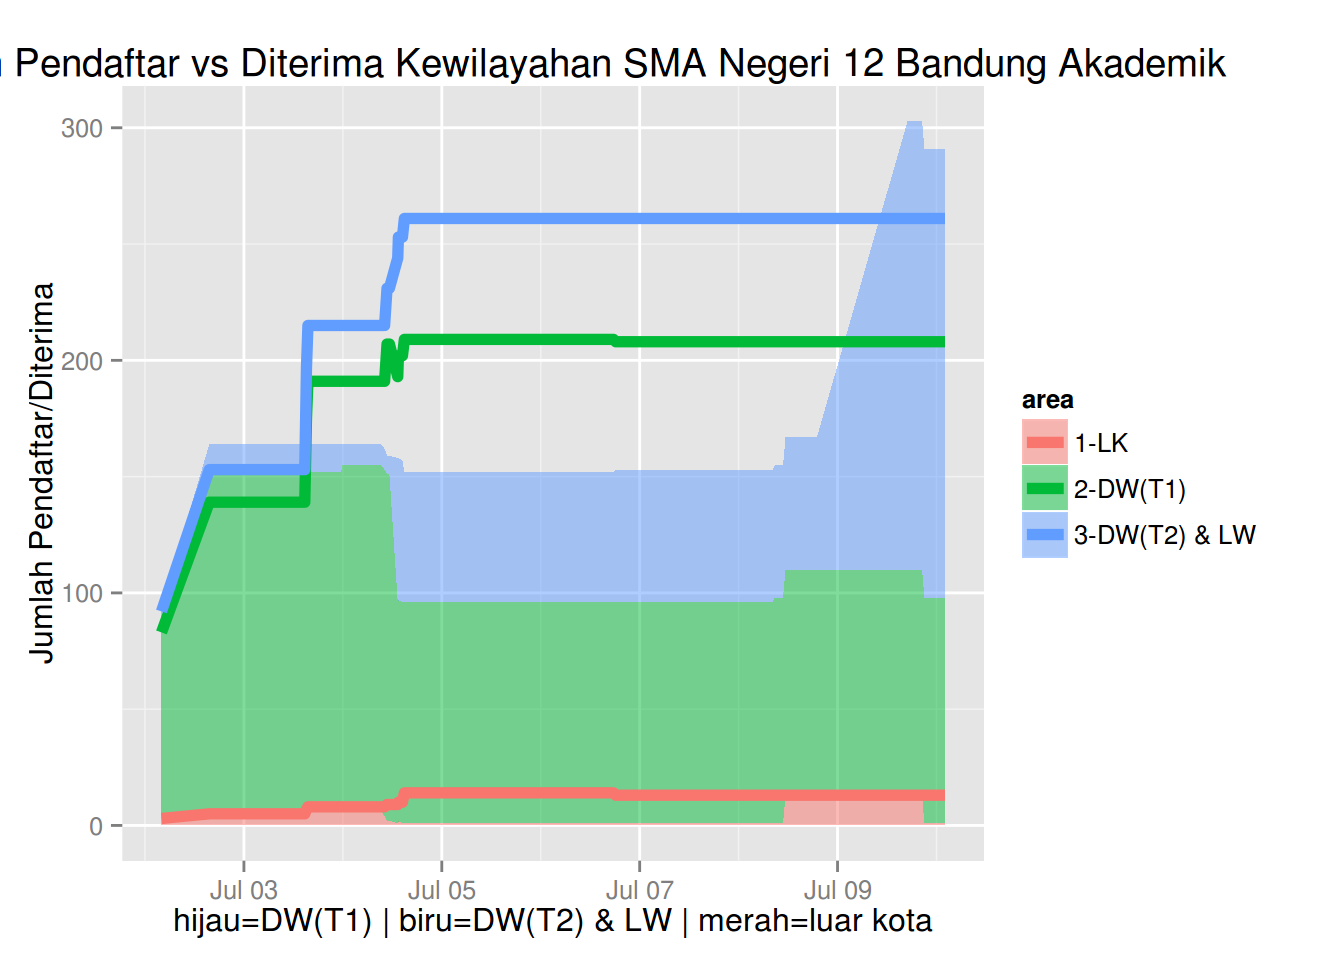 Pendaftar vs Diterima Kewilayahan SMA Negeri 12 Bandung Akademik
Jumlah Pendaftar/Diterima
300
200
100
0
Jul 03
Jul 05
Jul 07
Jul 09
hijau=DW(T1) | biru=DW(T2) & LW | merah=luar kota
area
1-LK
2-DW(T1)
3-DW(T2) & LW